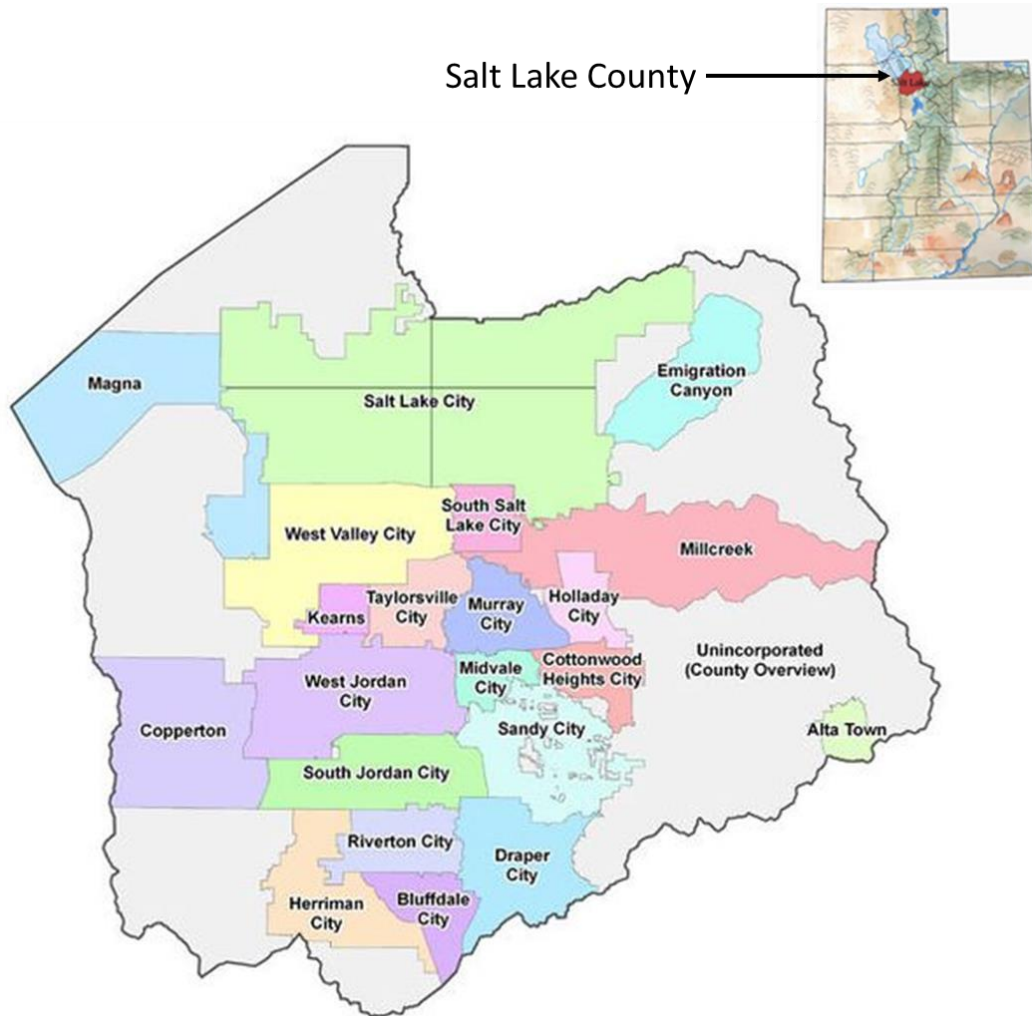 Salt Lake County
Salt Lake
Magna
Emigration
Canyon
Salt Lake City
South Salt
Lake City
West Valley City
Millcreek
Taylorsville
City
Kearns
Murray
City
Holladay
City
Unincorporated
(County Overview)
Midvale
City
Cottonwood
Heights City
West Jordan
City
Copperton
Sandy City
Alta Town
South Jordan City
Riverton City
Draper
City
Herriman
City
Bluffdale
City